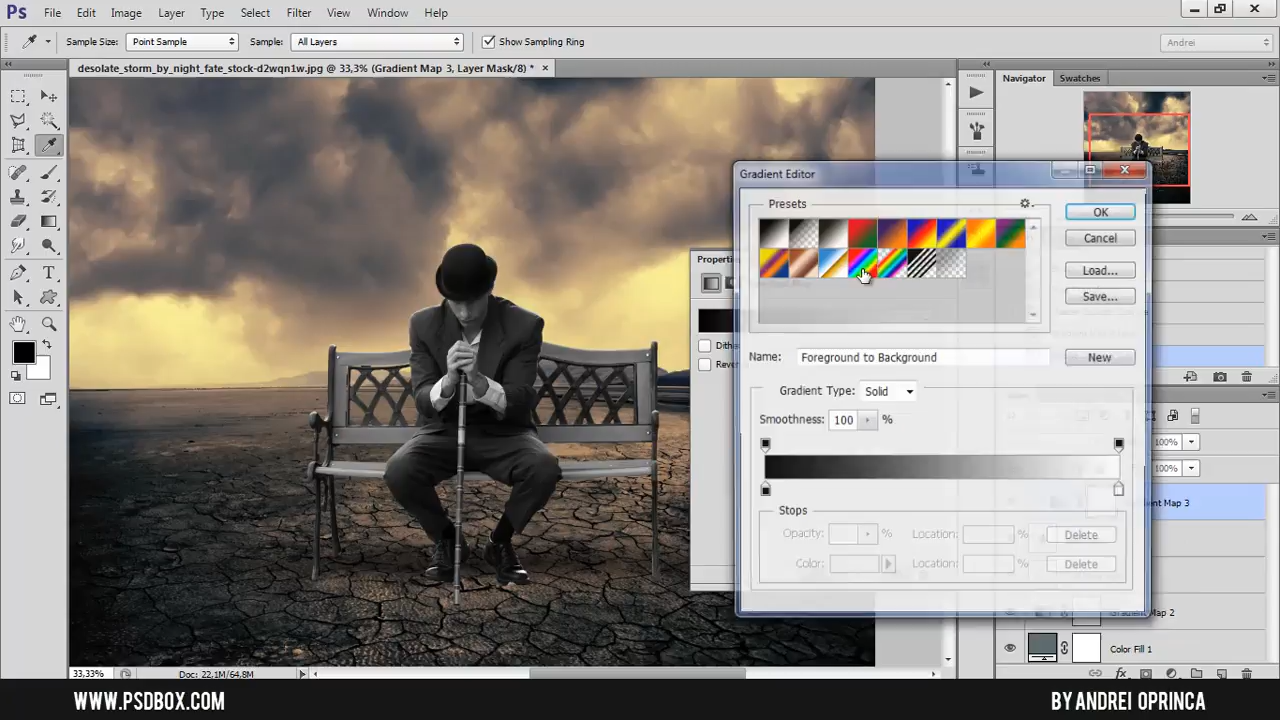 Ps File Edit Image Layer Type Select Filter View Window Help
Sample Size: Point Sample Sample: All Layers Show Sampling Ring Andrei
desolate_storm_by_night_fate_stock-d2wqn1w.jpg @ 33,3% (Gradient Map 3, Layer Mask/8) *
Navigator Swatches
Gradient Editor
Presets
OK
Cancel
Load...
Save...
Properties
Name: Foreground to Background New
Gradient Type: Solid
Smoothness: 100 %
100%
100%
Stops
Opacity: % Location: % Delete
Color: Location: % Delete
Gradient Map 2
Color Fill 1
33,33% Doc: 22,1M/64,8M
WWW.PSDBOX.COM
BY ANDREI OPRINCA